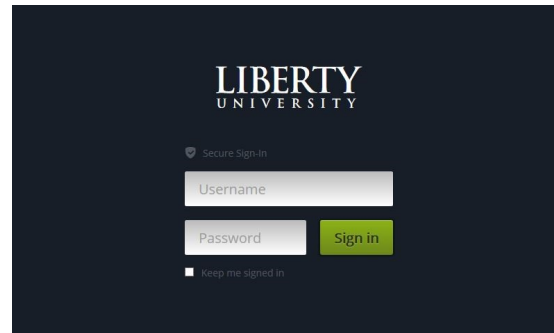 LIBERTY
UNIVERSITY
Secure Sign-In
Username
Password Sign in
Keep me signed in